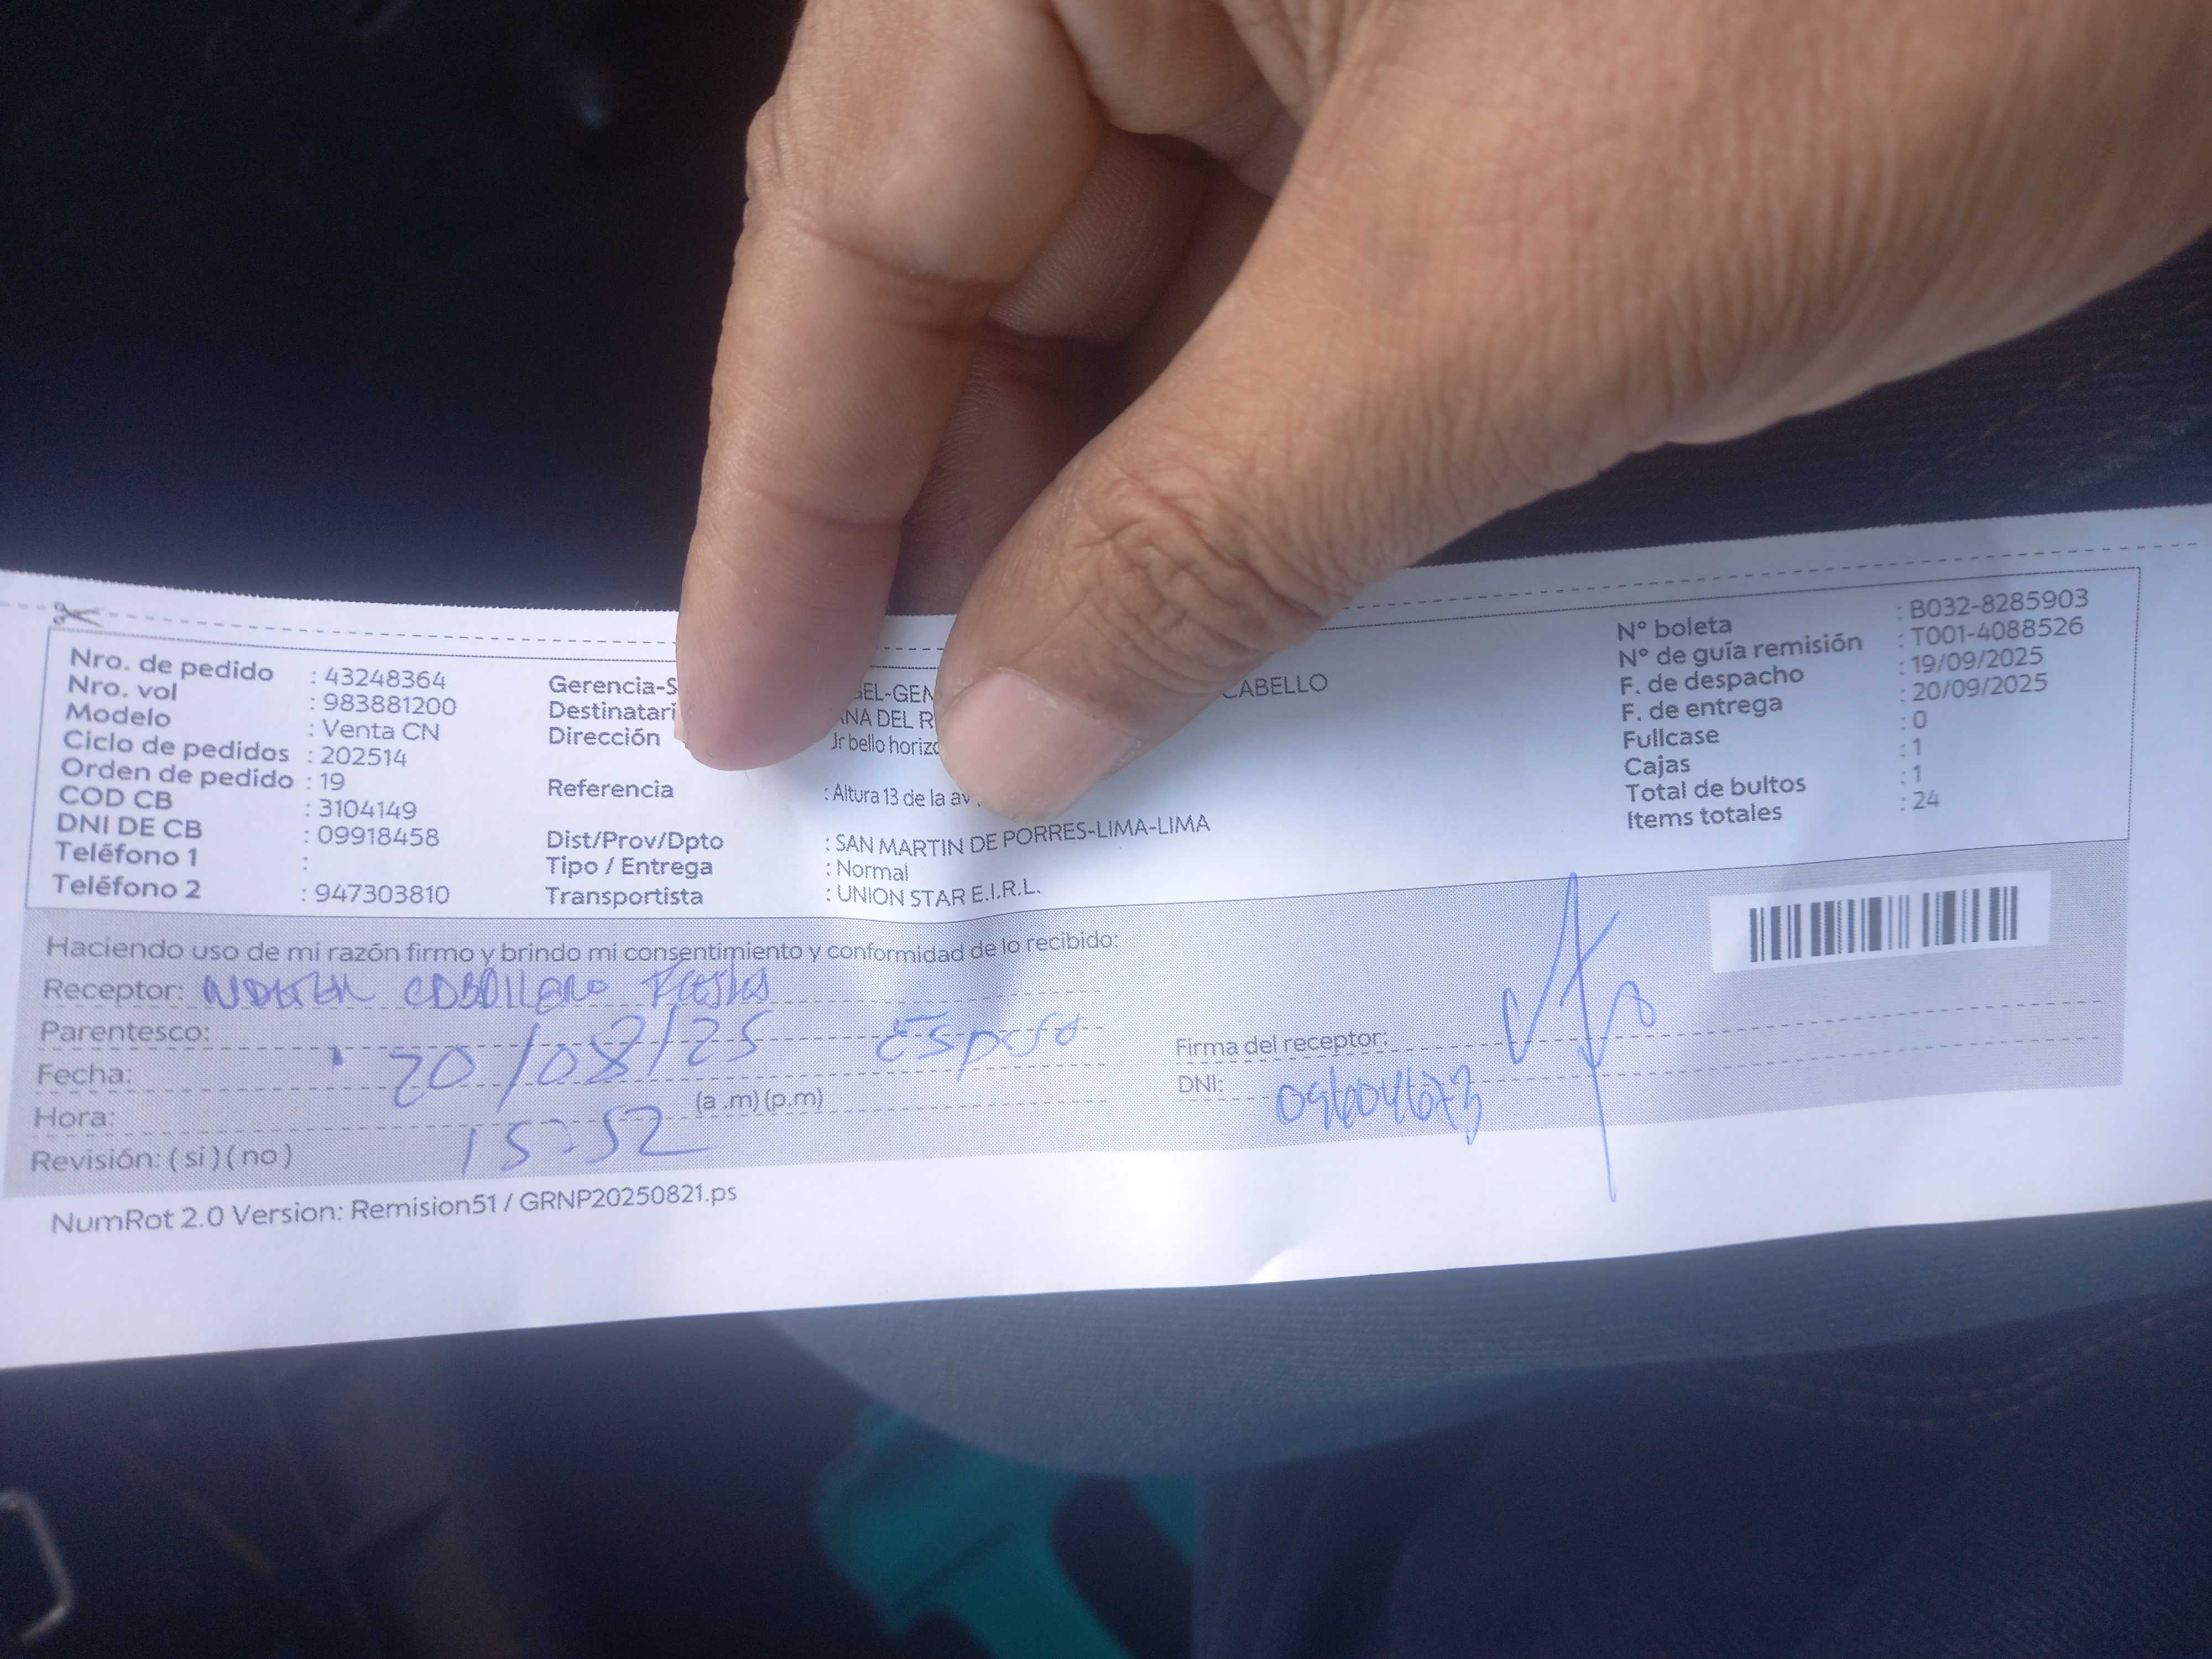 Nro. de pedido : 43248364
Nro. vol : 983881200
Modelo : Venta CN
Ciclo de pedidos : 202514
Orden de pedido : 19
COD CB : 3104149
DNI DE CB : 09918458
Teléfono 1 :
Teléfono 2 : 947303810
Gerencia-S GEL-GEN CABELLO
Destinatari ANA DEL R
Dirección Jr bello horizo
Referencia : Altura 13 de la av
Dist/Prov/Dpto : SAN MARTIN DE PORRES-LIMA-LIMA
Tipo / Entrega : Normal
Transportista : UNION STAR E.I.R.L.
N° boleta : B032-8285903
N° de guía remisión : T001-4088526
F. de despacho : 19/09/2025
F. de entrega : 20/09/2025
Fullcase : 0
Cajas : 1
Total de bultos : 1
Items totales : 24
Haciendo uso de mi razón firmo y brindo mi consentimiento y conformidad de lo recibido:
Receptor:
Parentesco: Esposo
Fecha: 20/08/25
Hora: 15:52 (a .m) (p.m)
Revisión: ( si ) ( no )
Firma del receptor:
DNI: 09604673
NumRot 2.0 Version: Remision51 / GRNP20250821.ps